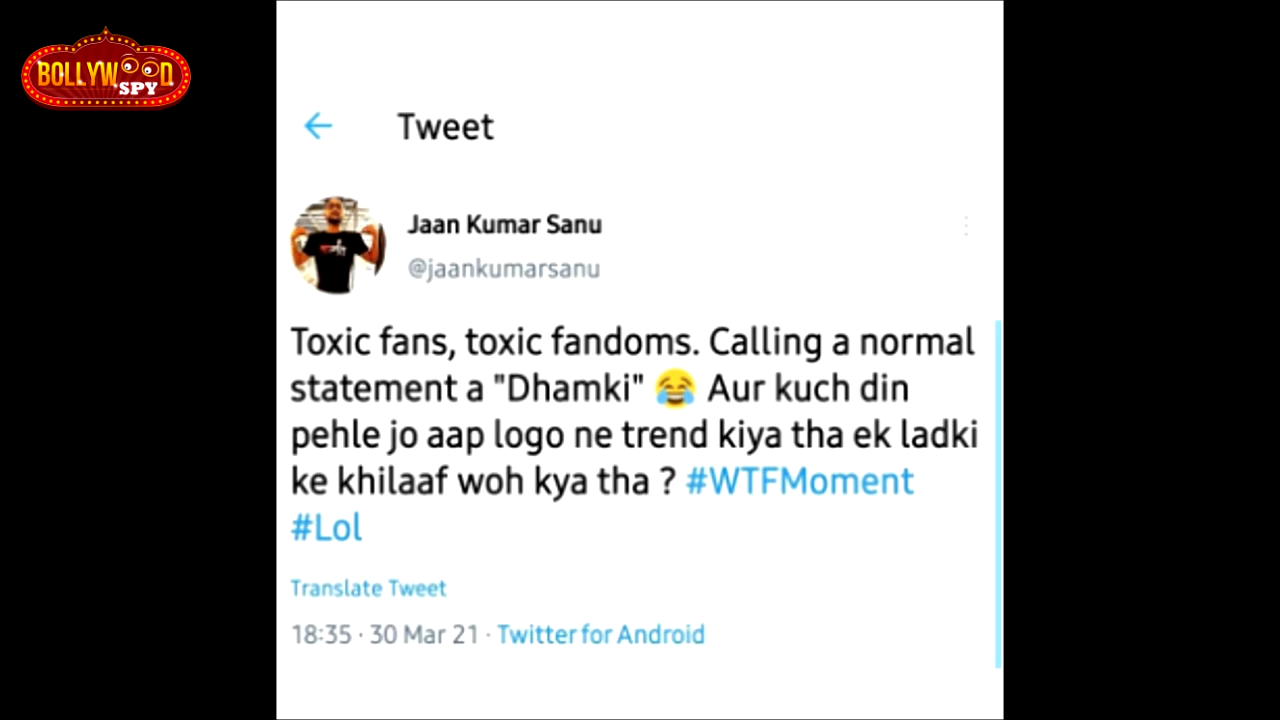 BOLLYWOOD
SPY
Tweet
Jaan Kumar Sanu
@jaankumarsanu
Toxic fans, toxic fandoms. Calling a normal
statement a "Dhamki" 😂 Aur kuch din
pehle jo aap logo ne trend kiya tha ek ladki
ke khilaaf woh kya tha ? #WTFMoment
#Lol
Translate Tweet
18:35 · 30 Mar 21 · Twitter for Android